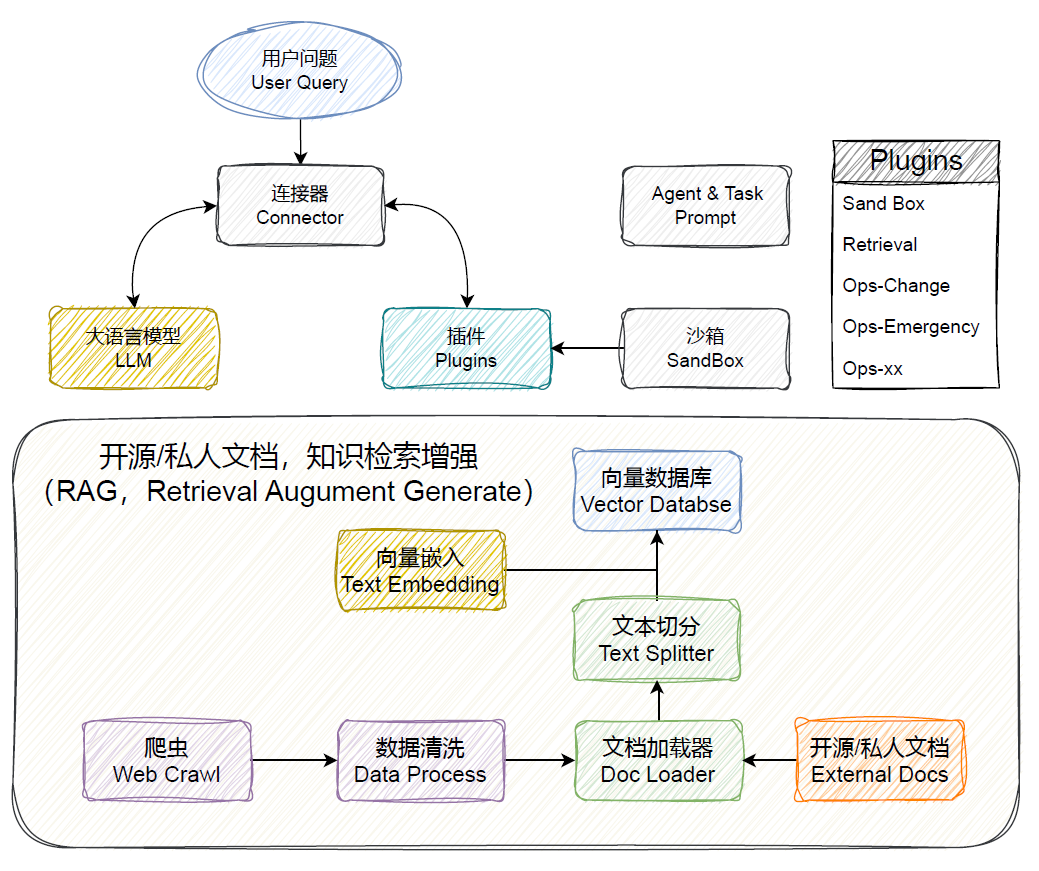 用户问题
User Query
连接器
Connector
Agent & Task
Prompt
Plugins
Sand Box
Retrieval
Ops-Change
Ops-Emergency
Ops-xx
大语言模型
LLM
插件
Plugins
沙箱
SandBox
开源/私人文档，知识检索增强
（RAG，Retrieval Augument Generate）
向量数据库
Vector Databse
向量嵌入
Text Embedding
文本切分
Text Splitter
爬虫
Web Crawl
数据清洗
Data Process
文档加载器
Doc Loader
开源/私人文档
External Docs